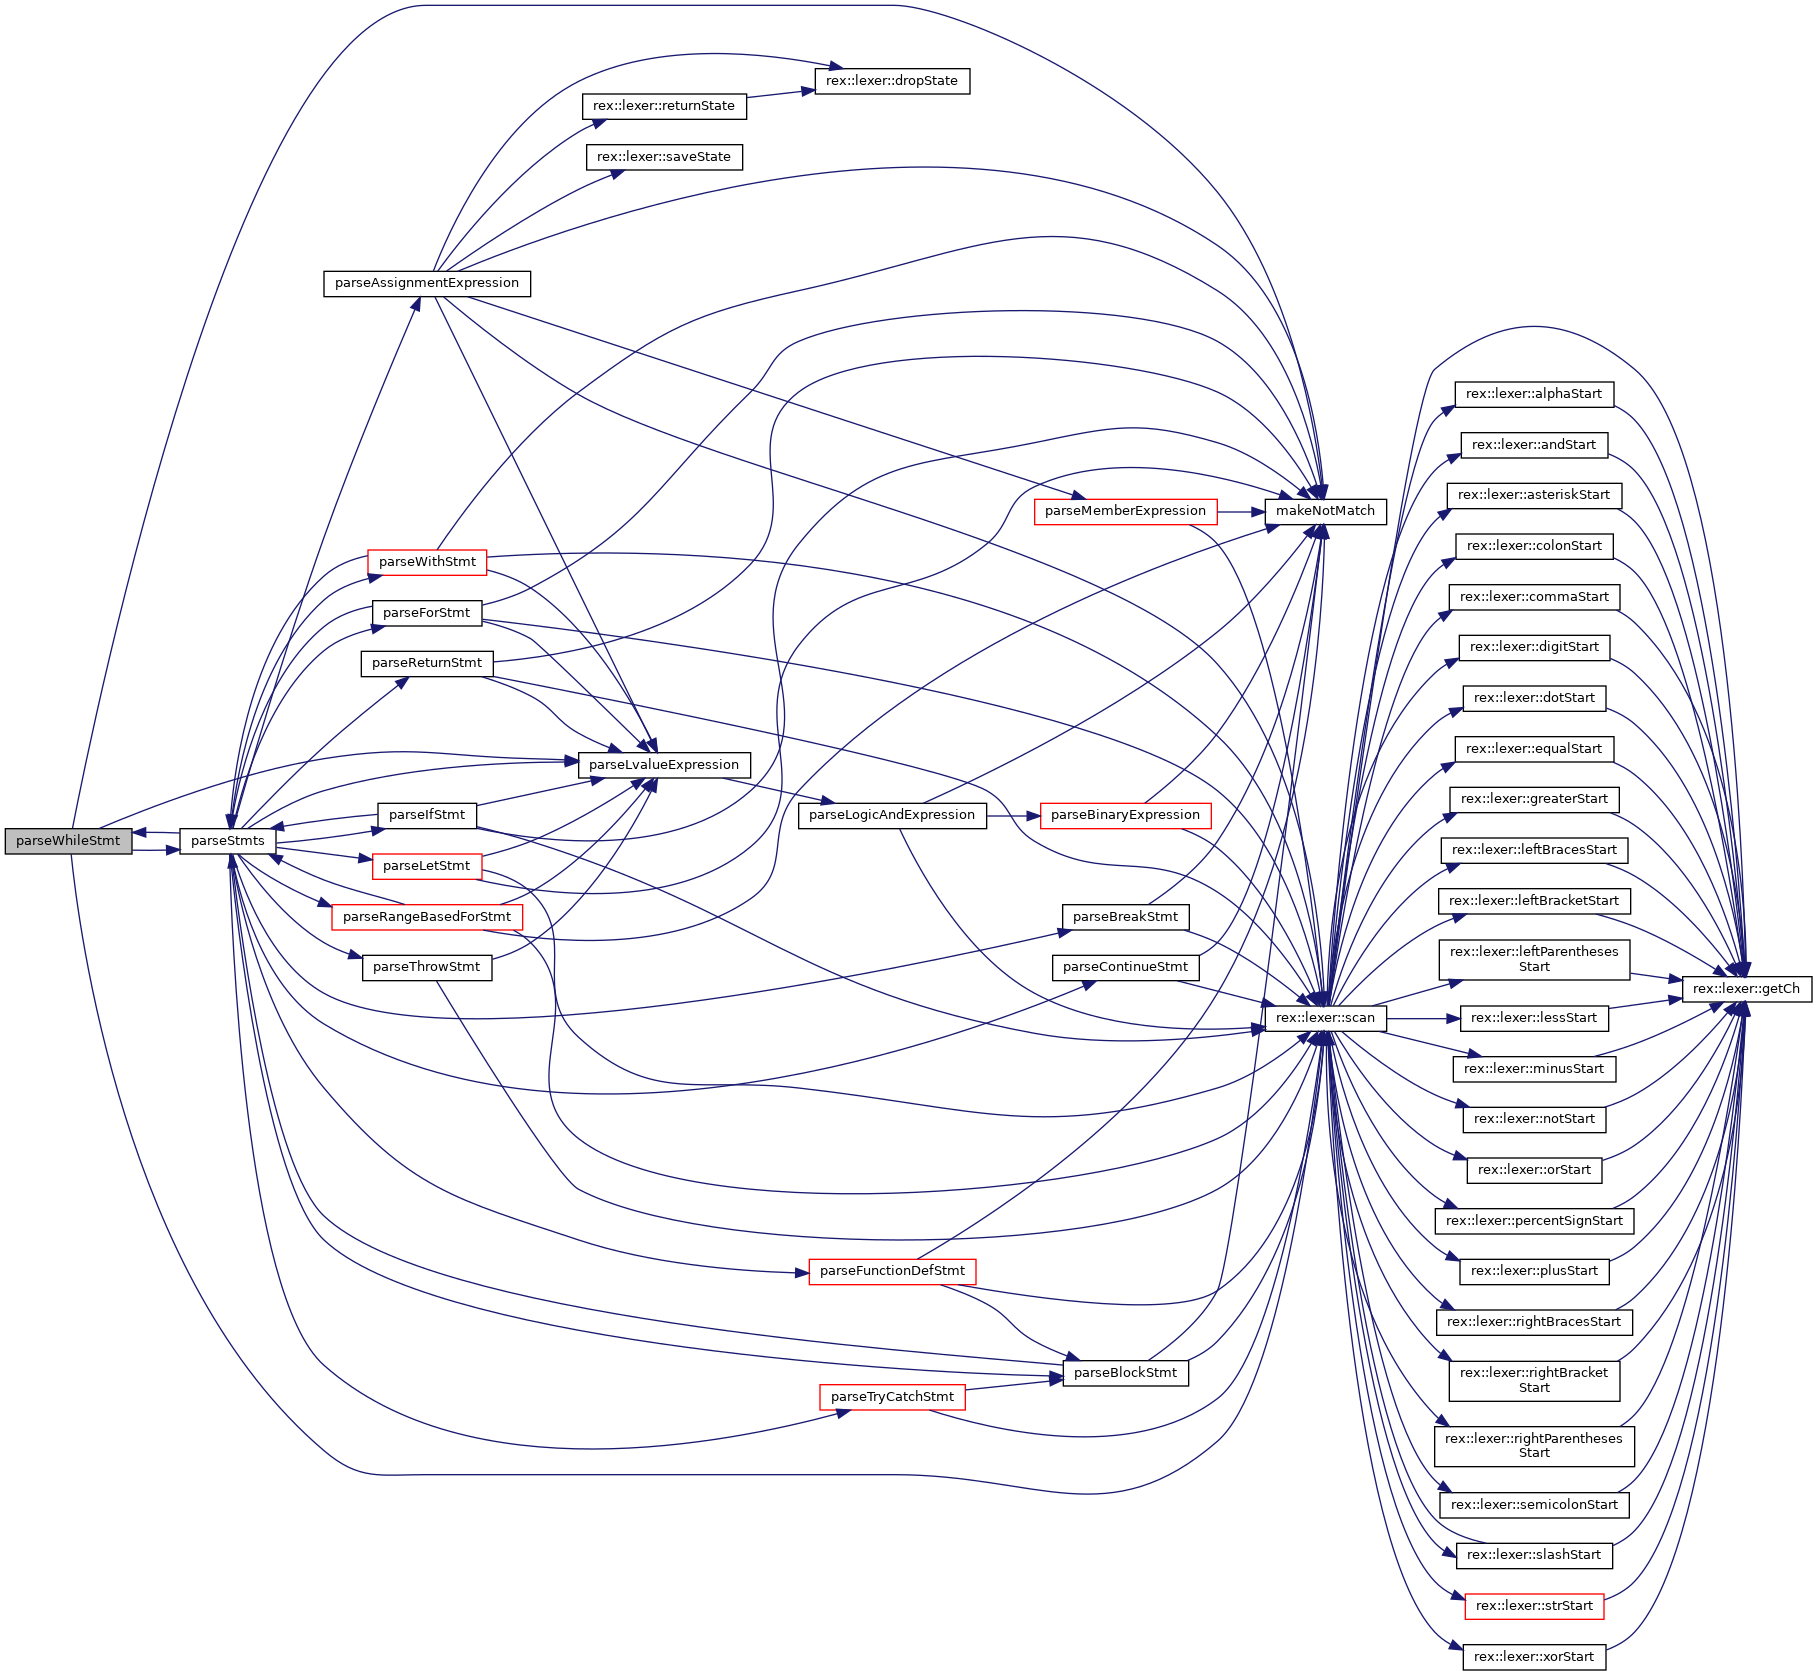 rex::lexer::dropState
rex::lexer::returnState
rex::lexer::saveState
parseAssignmentExpression
parseWithStmt
parseForStmt
parseReturnStmt
parseLvalueExpression
parseIfStmt
parseWhileStmt
parseStmts
parseLetStmt
parseRangeBasedForStmt
parseThrowStmt
parseLogicAndExpression
parseFunctionDefStmt
parseTryCatchStmt
parseMemberExpression
parseBinaryExpression
parseBreakStmt
parseContinueStmt
parseBlockStmt
makeNotMatch
rex::lexer::scan
rex::lexer::alphaStart
rex::lexer::andStart
rex::lexer::asteriskStart
rex::lexer::colonStart
rex::lexer::commaStart
rex::lexer::digitStart
rex::lexer::dotStart
rex::lexer::equalStart
rex::lexer::greaterStart
rex::lexer::leftBracesStart
rex::lexer::leftBracketStart
rex::lexer::leftParentheses
Start
rex::lexer::lessStart
rex::lexer::minusStart
rex::lexer::notStart
rex::lexer::orStart
rex::lexer::percentSignStart
rex::lexer::plusStart
rex::lexer::rightBracesStart
rex::lexer::rightBracket
Start
rex::lexer::rightParentheses
Start
rex::lexer::semicolonStart
rex::lexer::slashStart
rex::lexer::strStart
rex::lexer::xorStart
rex::lexer::getCh